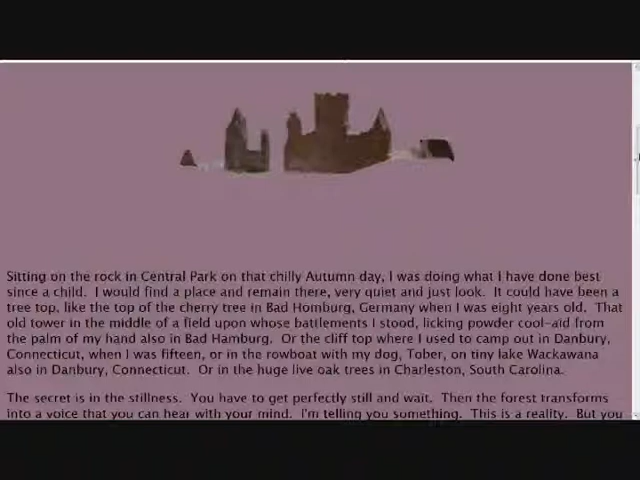 Sitting on the rock in Central Park on that chilly Autumn day, I was doing what I have done best
since a child.  I would find a place and remain there, very quiet and just look.  It could have been a
tree top, like the top of the cherry tree in Bad Homburg, Germany when I was eight years old.  That
old tower in the middle of a field upon whose battlements I stood, licking powder cool-aid from
the palm of my hand also in Bad Hamburg.  Or the cliff top where I used to camp out in Danbury,
Connecticut, when I was fifteen, or in the rowboat with my dog, Tober, on tiny lake Wackawana
also in Danbury, Connecticut.  Or in the huge live oak trees in Charleston, South Carolina.
The secret is in the stillness.  You have to get perfectly still and wait.  Then the forest transforms
into a voice that you can hear with your mind.  I'm telling you something.  This is a reality.  But you